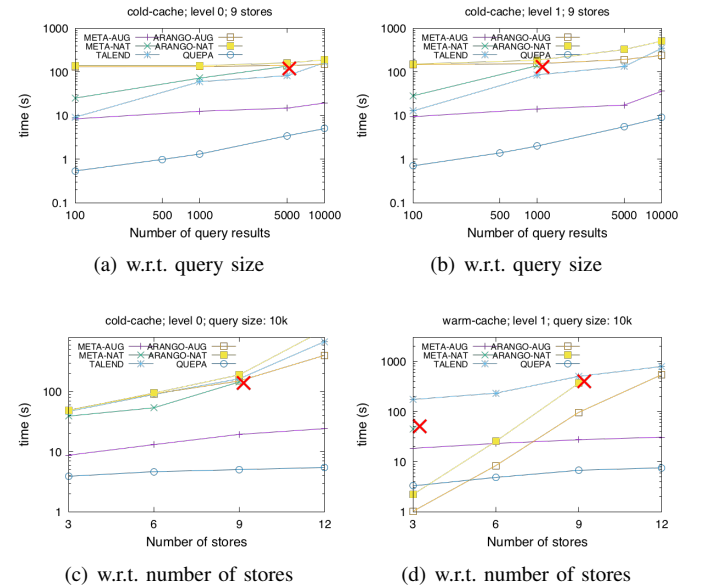 cold-cache; level 0; 9 stores
META-AUG ARANGO-AUG
META-NAT ARANGO-NAT
TALEND QUEPA
1000
100
10
1
0.1
time (s)
100 500 1000 5000 10000
Number of query results
(a) w.r.t. query size
cold-cache; level 1; 9 stores
META-AUG ARANGO-AUG
META-NAT ARANGO-NAT
TALEND QUEPA
1000
100
10
1
0.1
time (s)
100 500 1000 5000 10000
Number of query results
(b) w.r.t. query size
cold-cache; level 0; query size: 10k
META-AUG ARANGO-AUG
META-NAT ARANGO-NAT
TALEND QUEPA
100
10
1
time (s)
3 6 9 12
Number of stores
(c) w.r.t. number of stores
warm-cache; level 1; query size: 10k
META-AUG ARANGO-AUG
META-NAT ARANGO-NAT
TALEND QUEPA
1000
100
10
1
time (s)
3 6 9 12
Number of stores
(d) w.r.t. number of stores